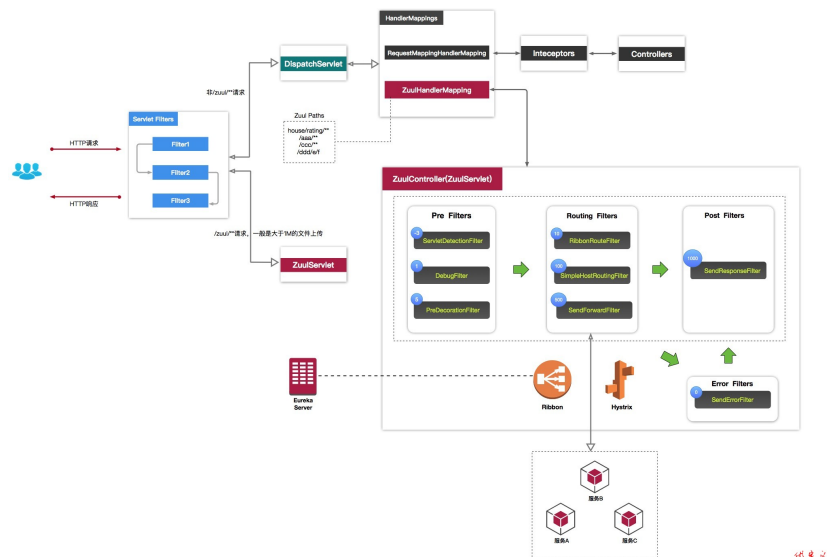 HandlerMappings
RequestMappingHandlerMapping
ZuulHandlerMapping
Inteceptors
Controllers
DispatchServlet
非/zuul/**请求
Zuul Paths
house/rating/**
/aaa/**
/ccc/**
/ddd/e/f
Servlet Filters
Filter1
Filter2
Filter3
HTTP请求
HTTP响应
/zuul/**请求，一般是大于1M的文件上传
ZuulServlet
ZuulController(ZuulServlet)
Pre Filters
-3
ServletDetectionFilter
1
DebugFilter
5
PreDecorationFilter
Routing Filters
10
RibbonRouteFilter
100
SimpleHostRoutingFilter
500
SendForwardFilter
Post Filters
1000
SendResponseFilter
Error Filters
0
SendErrorFilter
Eureka
Server
Ribbon
Hystrix
服务B
服务A
服务C